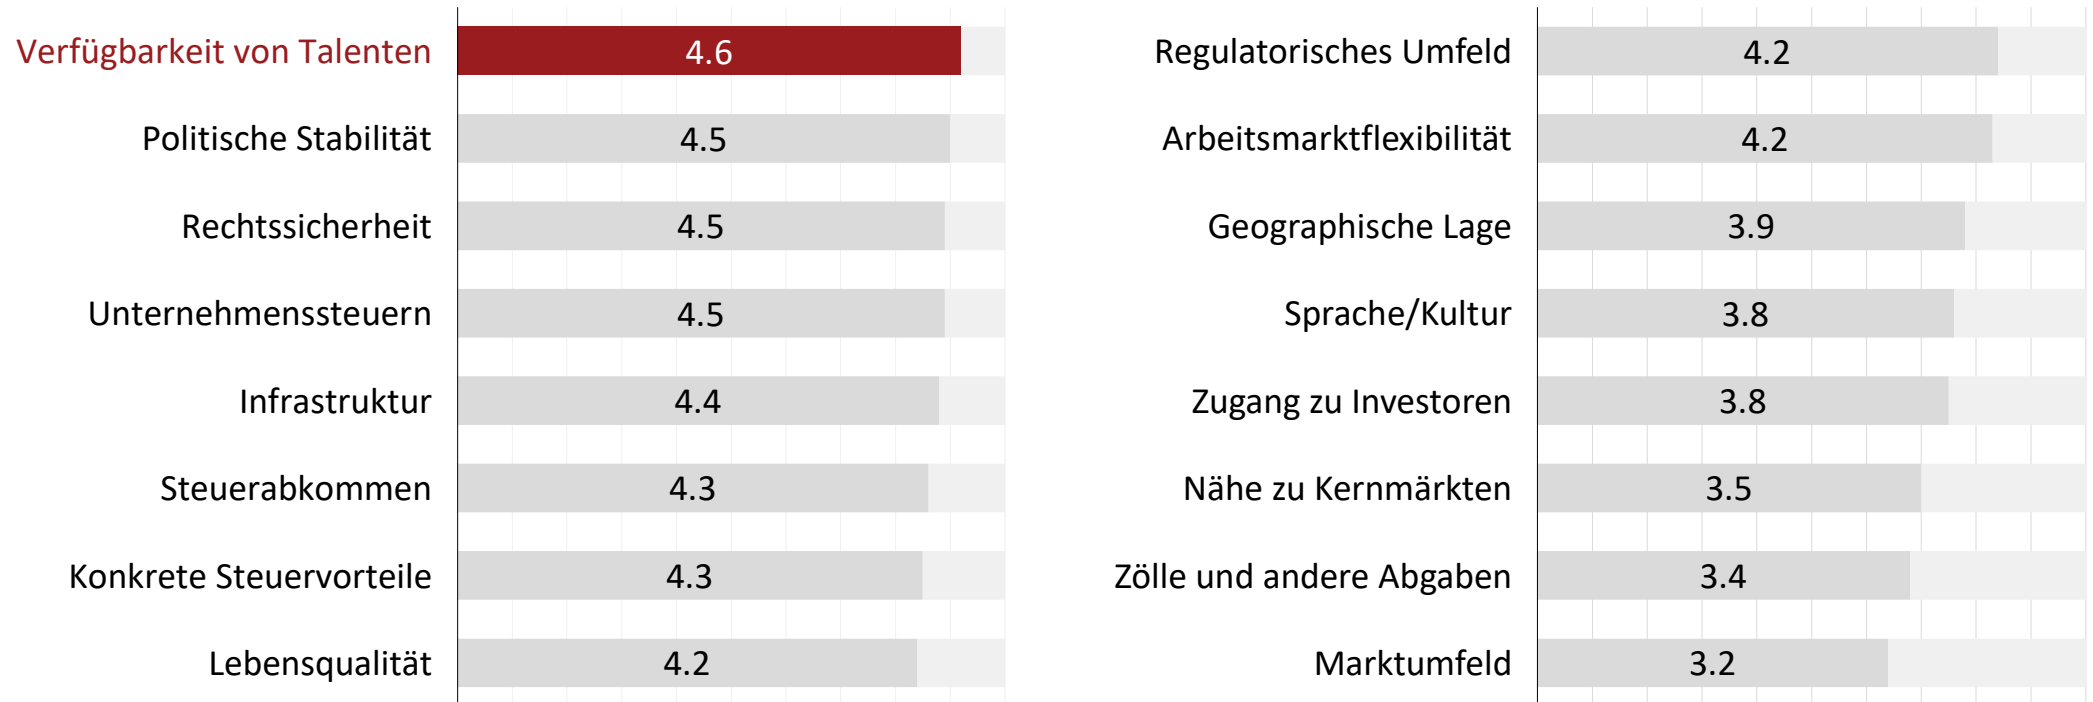 Verfügbarkeit von Talenten 4.6
Politische Stabilität 4.5
Rechtssicherheit 4.5
Unternehmenssteuern 4.5
Infrastruktur 4.4
Steuerabkommen 4.3
Konkrete Steuervorteile 4.3
Lebensqualität 4.2
Regulatorisches Umfeld 4.2
Arbeitsmarktflexibilität 4.2
Geographische Lage 3.9
Sprache/Kultur 3.8
Zugang zu Investoren 3.8
Nähe zu Kernmärkten 3.5
Zölle und andere Abgaben 3.4
Marktumfeld 3.2